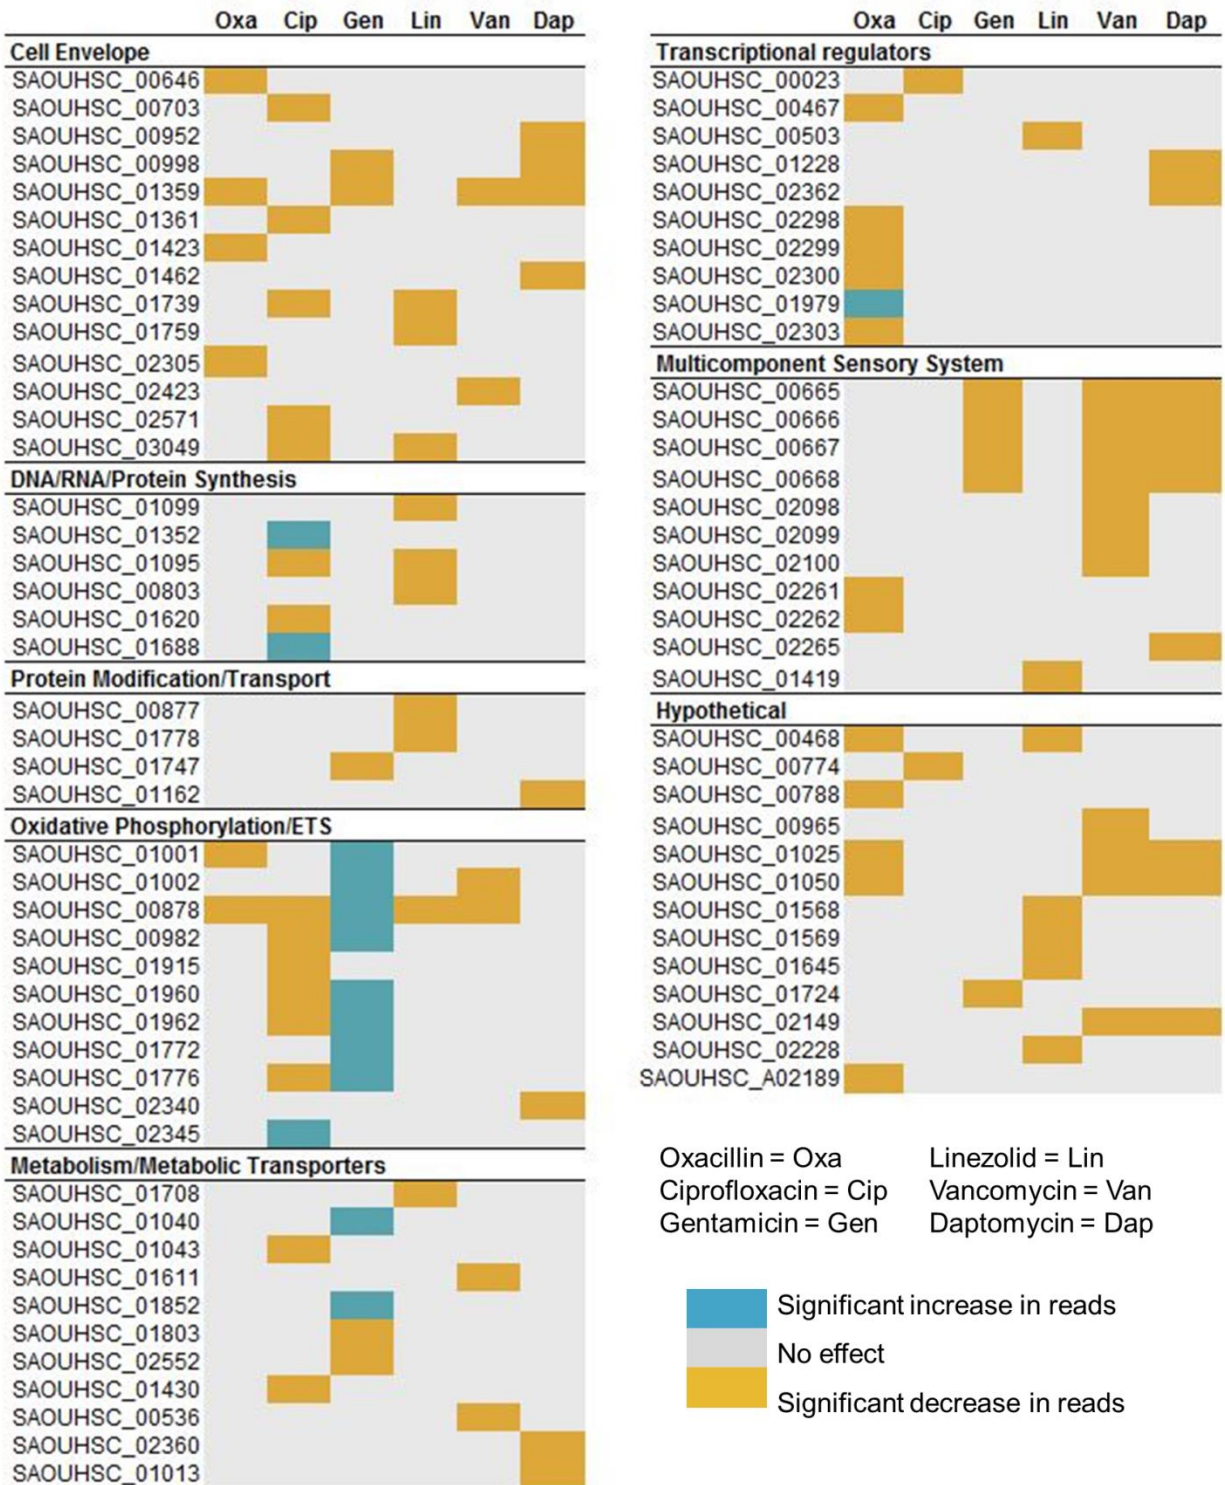 Oxa Cip Gen Lin Van Dap
Cell Envelope
SAOUHSC_00646
SAOUHSC_00703
SAOUHSC_00952
SAOUHSC_00998
SAOUHSC_01359
SAOUHSC_01361
SAOUHSC_01423
SAOUHSC_01462
SAOUHSC_01739
SAOUHSC_01759
SAOUHSC_02305
SAOUHSC_02423
SAOUHSC_02571
SAOUHSC_03049
DNA/RNA/Protein Synthesis
SAOUHSC_01099
SAOUHSC_01352
SAOUHSC_01095
SAOUHSC_00803
SAOUHSC_01620
SAOUHSC_01688
Protein Modification/Transport
SAOUHSC_00877
SAOUHSC_01778
SAOUHSC_01747
SAOUHSC_01162
Oxidative Phosphorylation/ETS
SAOUHSC_01001
SAOUHSC_01002
SAOUHSC_00878
SAOUHSC_00982
SAOUHSC_01915
SAOUHSC_01960
SAOUHSC_01962
SAOUHSC_01772
SAOUHSC_01776
SAOUHSC_02340
SAOUHSC_02345
Metabolism/Metabolic Transporters
SAOUHSC_01708
SAOUHSC_01040
SAOUHSC_01043
SAOUHSC_01611
SAOUHSC_01852
SAOUHSC_01803
SAOUHSC_02552
SAOUHSC_01430
SAOUHSC_00536
SAOUHSC_02360
SAOUHSC_01013
Oxa Cip Gen Lin Van Dap
Transcriptional regulators
SAOUHSC_00023
SAOUHSC_00467
SAOUHSC_00503
SAOUHSC_01228
SAOUHSC_02362
SAOUHSC_02298
SAOUHSC_02299
SAOUHSC_02300
SAOUHSC_01979
SAOUHSC_02303
Multicomponent Sensory System
SAOUHSC_00665
SAOUHSC_00666
SAOUHSC_00667
SAOUHSC_00668
SAOUHSC_02098
SAOUHSC_02099
SAOUHSC_02100
SAOUHSC_02261
SAOUHSC_02262
SAOUHSC_02265
SAOUHSC_01419
Hypothetical
SAOUHSC_00468
SAOUHSC_00774
SAOUHSC_00788
SAOUHSC_00965
SAOUHSC_01025
SAOUHSC_01050
SAOUHSC_01568
SAOUHSC_01569
SAOUHSC_01645
SAOUHSC_01724
SAOUHSC_02149
SAOUHSC_02228
SAOUHSC_A02189
Oxacillin = Oxa Linezolid = Lin
Ciprofloxacin = Cip Vancomycin = Van
Gentamicin = Gen Daptomycin = Dap
Significant increase in reads
No effect
Significant decrease in reads